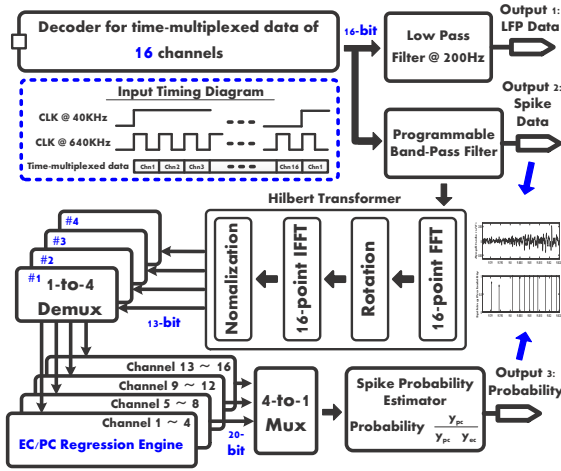 Decoder for time-multiplexed data of
16 channels
16-bit
Low Pass
Filter @ 200Hz
Output 1:
LFP Data
Input Timing Diagram
CLK @ 40KHz
CLK @ 640KHz
Time-multiplexed data
Chn1 Chn2 Chn3 Chn16 Chn1
Programmable
Band-Pass Filter
Output 2:
Spike
Data
Hilbert Transformer
Nomalization
16-point IFFT
Rotation
16-point FFT
#4
#3
#2
#1
1-to-4
Demux
13-bit
Channel 13 ~ 16
Channel 9 ~ 12
Channel 5 ~ 8
Channel 1 ~ 4
EC/PC Regression Engine
20-
bit
4-to-1
Mux
Spike Probability
Estimator
Probability
y_pc
y_pc y_ec
Output 3:
Probability